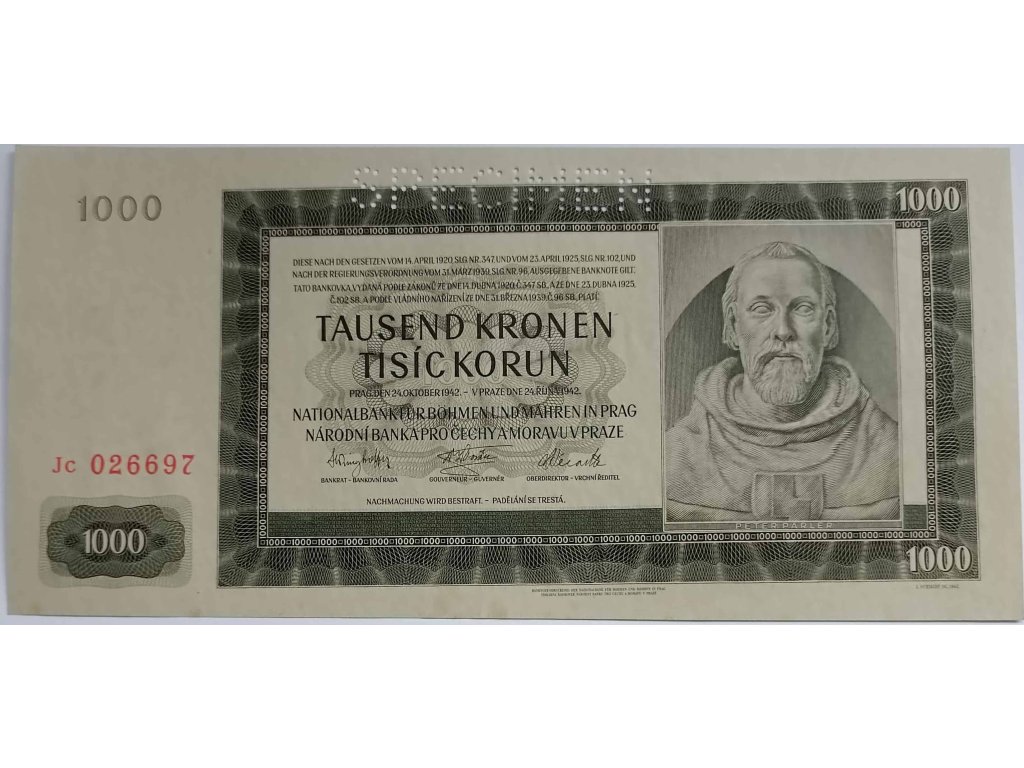 SPECIMEN
1000
1000
DIESE NACH DEN GESETZEN VOM 14. APRIL 1920, SLG. NR. 347 UND VOM 23. APRIL 1925, SLG. NR. 102, UND
NACH DER REGIERUNGSVERORDNUNG VOM 31. MÄRZ 1939, SLG. NR. 96, AUSGEGEBENE BANKNOTE GILT.
TATO BANKOVKA, VYDANÁ PODLE ZÁKONŮ ZE DNE 14. DUBNA 1920, Č. 347 SB., A ZE DNE 23. DUBNA 1925,
Č. 102 SB. A PODLE VLÁDNÍHO NAŘÍZENÍ ZE DNE 31. BŘEZNA 1939, Č. 96 SB., PLATÍ:
TAUSEND KRONEN
TISÍC KORUN
PRAG, DEN 24. OKTOBER 1942. – V PRAZE DNE 24. ŘÍJNA 1942.
NATIONALBANK FÜR BÖHMEN UND MÄHREN IN PRAG
NÁRODNÍ BANKA PRO ČECHY A MORAVU V PRAZE
Jc 026697
BANKRAT – BANKOVNÍ RADA
GOUVERNEUR – GUVERNÉR
OBERDIREKTOR – VRCHNÍ ŘEDITEL
NACHMACHUNG WIRD BESTRAFT. – PADĚLÁNÍ SE TRESTÁ.
PETER PARLER
1000
1000